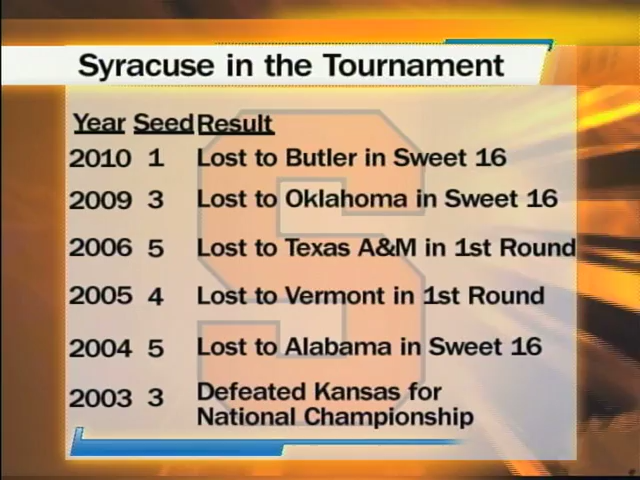 Syracuse in the Tournament
Year Seed Result
2010 1 Lost to Butler in Sweet 16
2009 3 Lost to Oklahoma in Sweet 16
2006 5 Lost to Texas A&M in 1st Round
2005 4 Lost to Vermont in 1st Round
2004 5 Lost to Alabama in Sweet 16
2003 3 Defeated Kansas for
National Championship
S